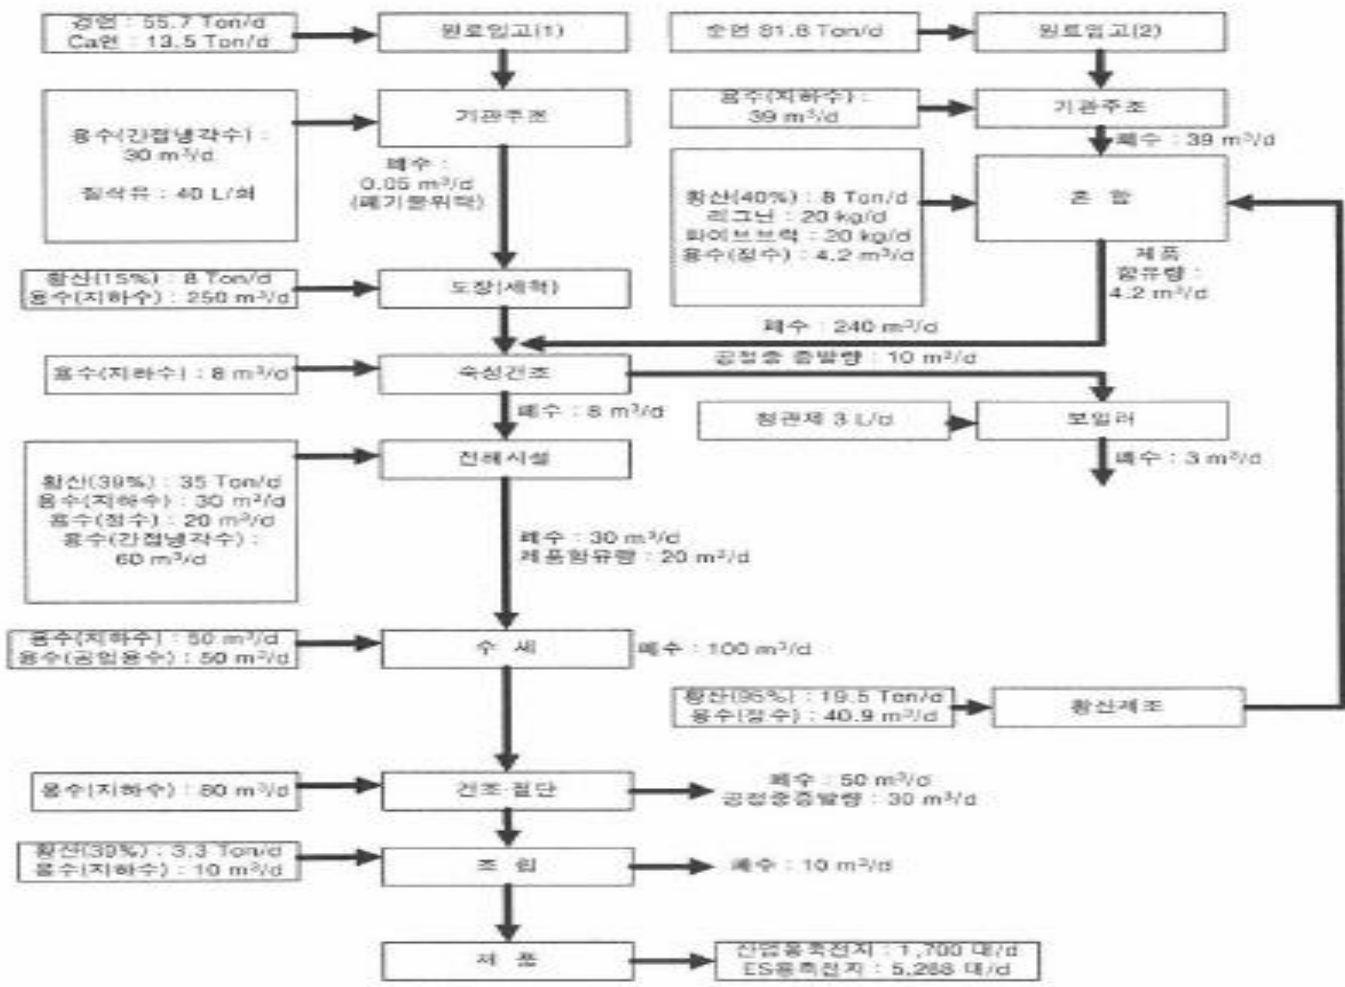 경연 : 55.7 Ton/d
Ca연 : 13.5 Ton/d
원료입고(1)
순연 81.8 Ton/d
원료입고(2)
용수(간접냉각수) :
30 m³/d
절삭유 : 40 L/회
기관주조
용수(지하수) :
39 m³/d
기관주조
폐수 : 39 m³/d
폐수 :
0.05 m³/d
(폐기물위탁)
황산(40%) : 8 Ton/d
리그닌 : 20 kg/d
화이브브럭 : 20 kg/d
용수(정수) : 4.2 m³/d
혼 합
제품
함유량 :
4.2 m³/d
황산(15%) : 8 Ton/d
용수(지하수) : 250 m³/d
도장(세척)
폐수 : 240 m³/d
공정중 증발량 : 10 m³/d
용수(지하수) : 8 m³/d
숙성건조
폐수 : 8 m³/d
청관제 3 L/d
보일러
폐수 : 3 m³/d
황산(39%) : 35 Ton/d
용수(지하수) : 30 m³/d
용수(정수) : 20 m³/d
용수(간접냉각수) :
60 m³/d
전해시설
폐수 : 30 m³/d
제품함유량 : 20 m³/d
용수(지하수) : 50 m³/d
용수(공업용수) : 50 m³/d
수 세
폐수 : 100 m³/d
황산(95%) : 19.5 Ton/d
용수(정수) : 40.9 m³/d
황산제조
용수(지하수) : 80 m³/d
건조·절단
폐수 : 50 m³/d
공정중증발량 : 30 m³/d
황산(39%) : 3.3 Ton/d
용수(지하수) : 10 m³/d
조 립
폐수 : 10 m³/d
제 품
산업용축전지 : 1,700 대/d
ES용축전지 : 5,288 대/d